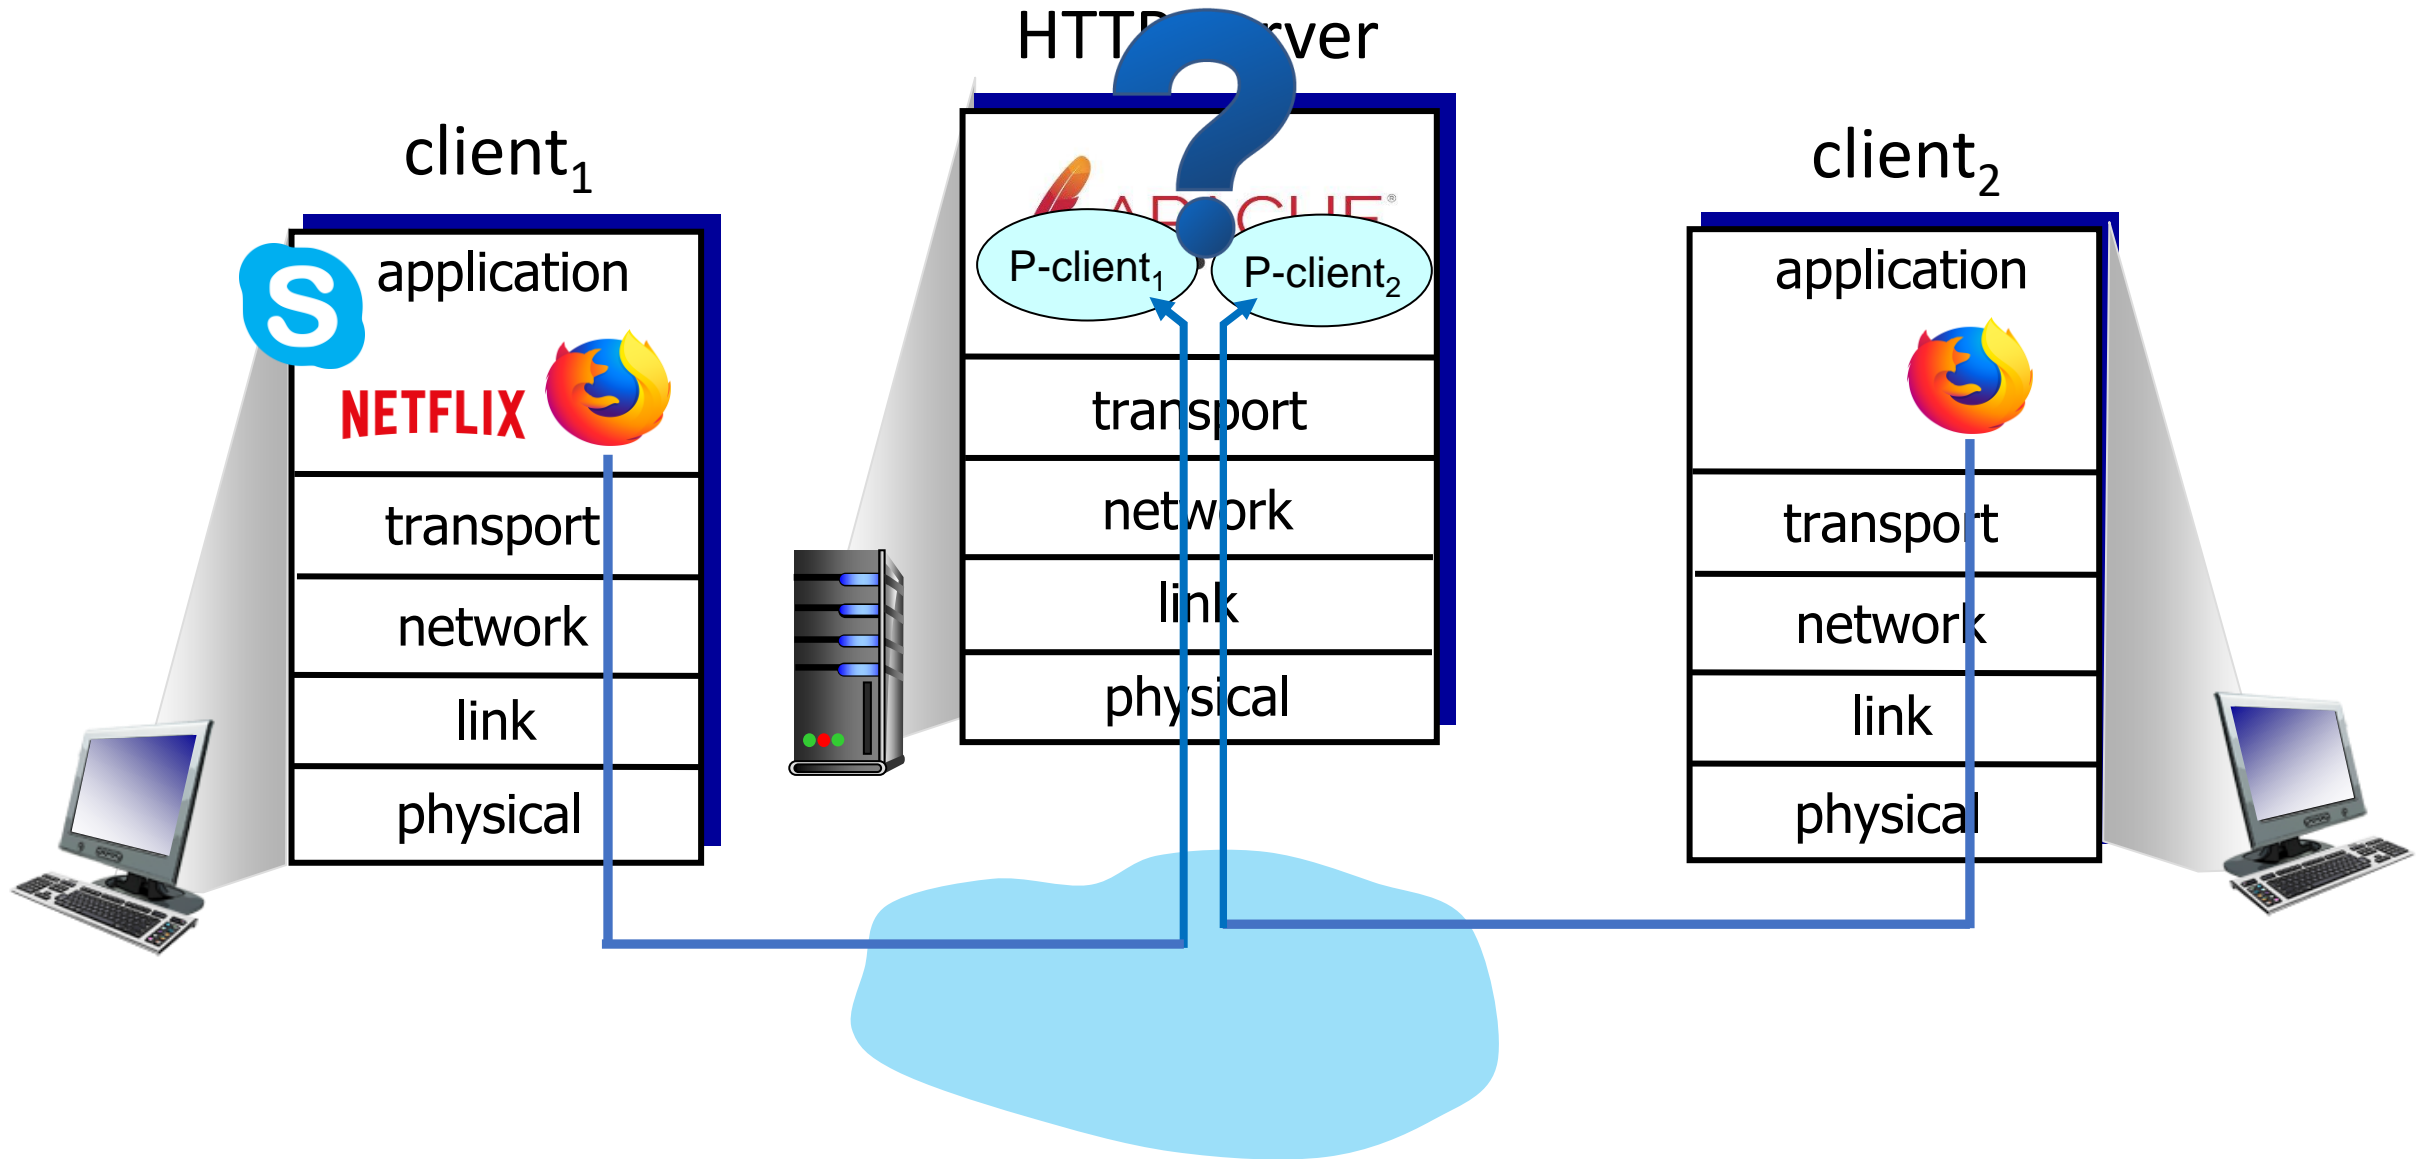 client1
application
NETFLIX
transport
network
link
physical
HTTP server
APACHE®
P-client1
P-client2
transport
network
link
physical
client2
application
transport
network
link
physical